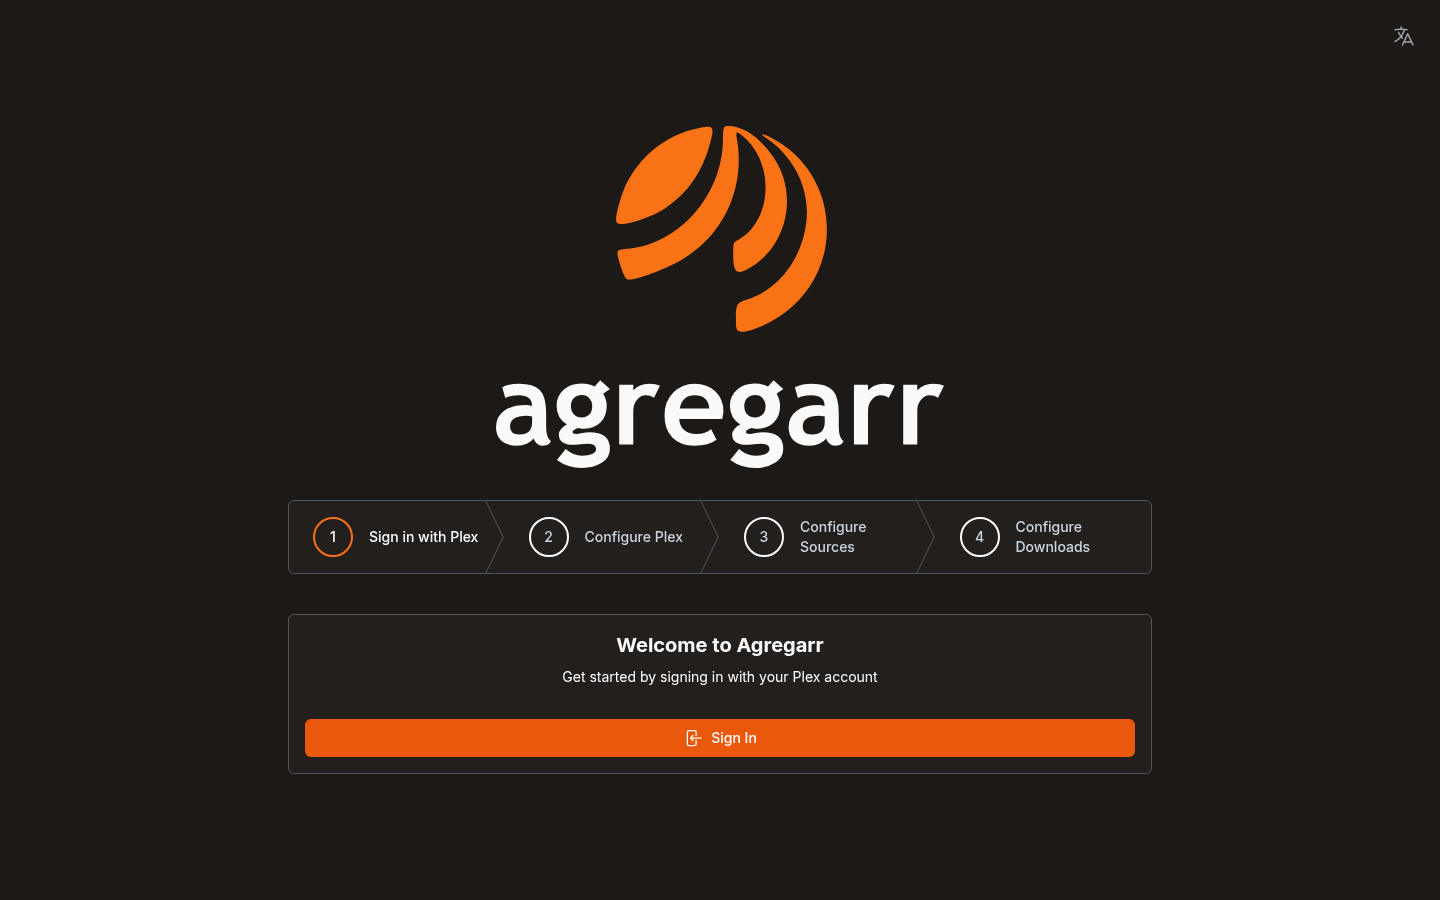 agregarr
1
Sign in with Plex
2
Configure Plex
3
Configure
Sources
4
Configure
Downloads
Welcome to Agregarr
Get started by signing in with your Plex account
Sign In